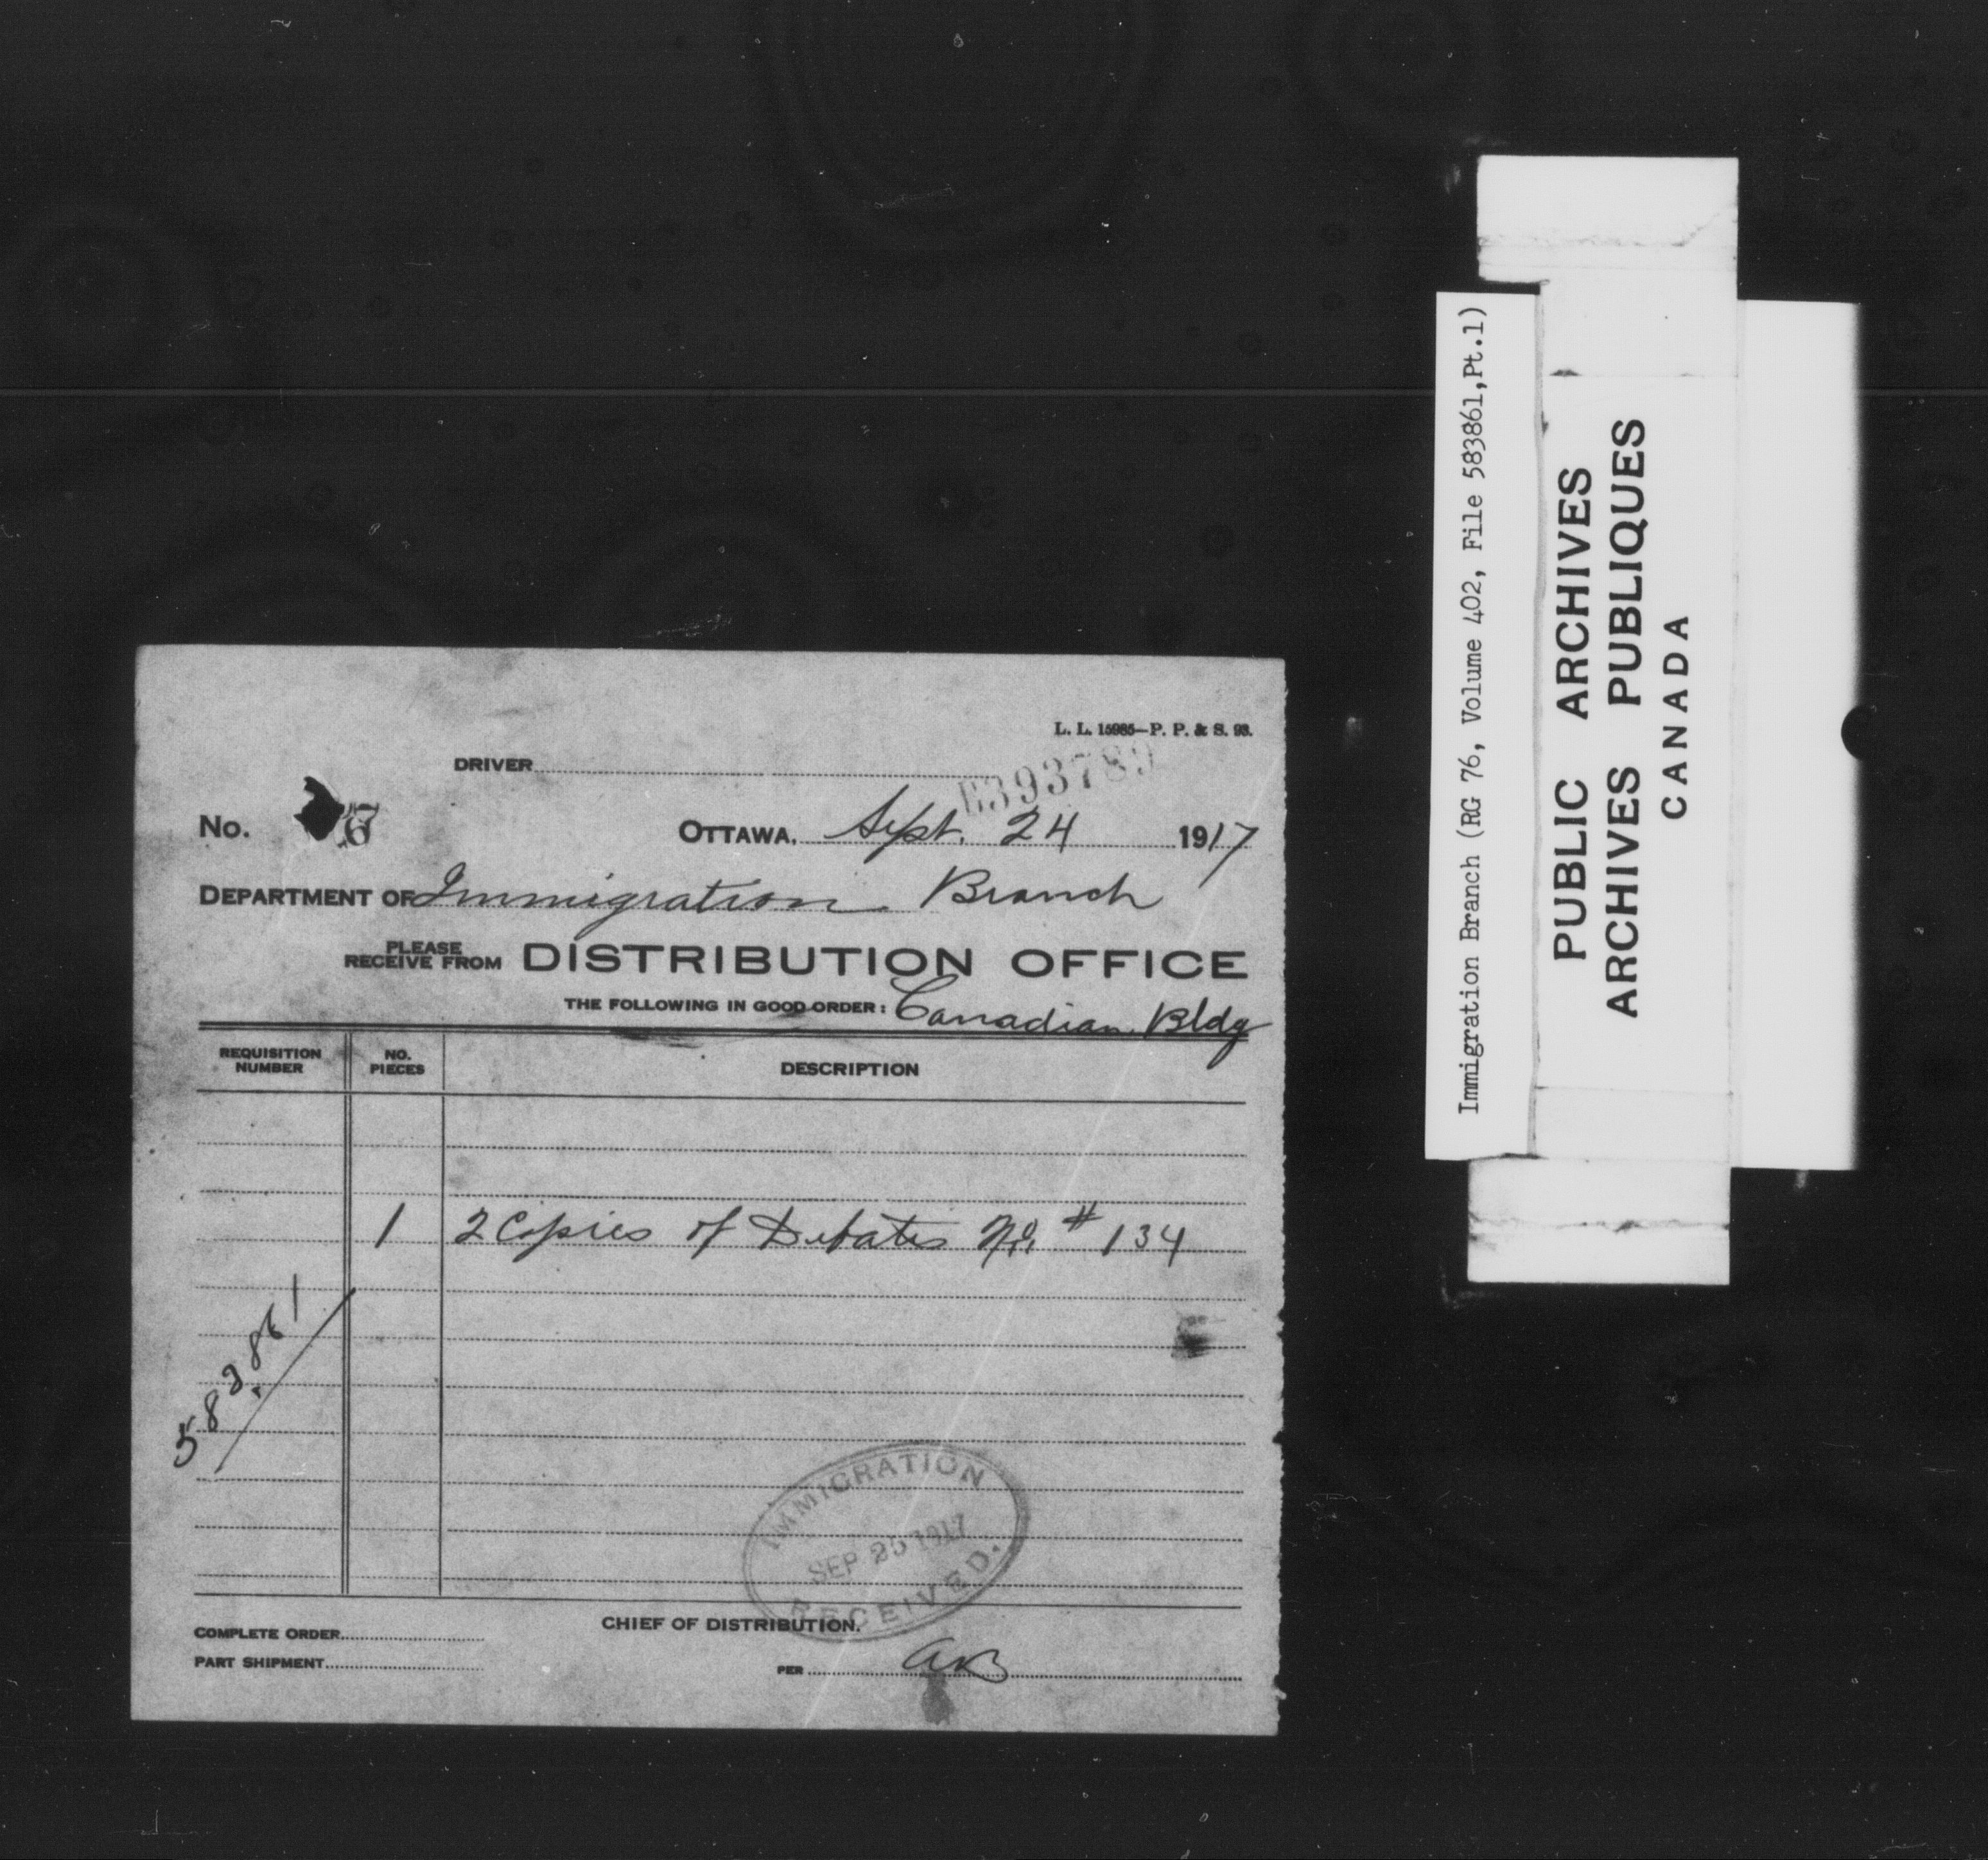 L. L. 15985—P. P. & S. 93.
DRIVER
E393789
No. 6
OTTAWA, Sept. 24 1917
DEPARTMENT OF Immigration Branch
PLEASE
RECEIVE FROM DISTRIBUTION OFFICE
THE FOLLOWING IN GOOD ORDER: Canadian Bldg
REQUISITION NUMBER NO. PIECES DESCRIPTION
1 2 Copies of Debates No. # 134
583861
IMMIGRATION
SEP 25 1917
RECEIVED.
CHIEF OF DISTRIBUTION.
COMPLETE ORDER
PART SHIPMENT
PER
Immigration Branch (RG 76, Volume 402, File 583861,Pt.1)
PUBLIC ARCHIVES
ARCHIVES PUBLIQUES
CANADA